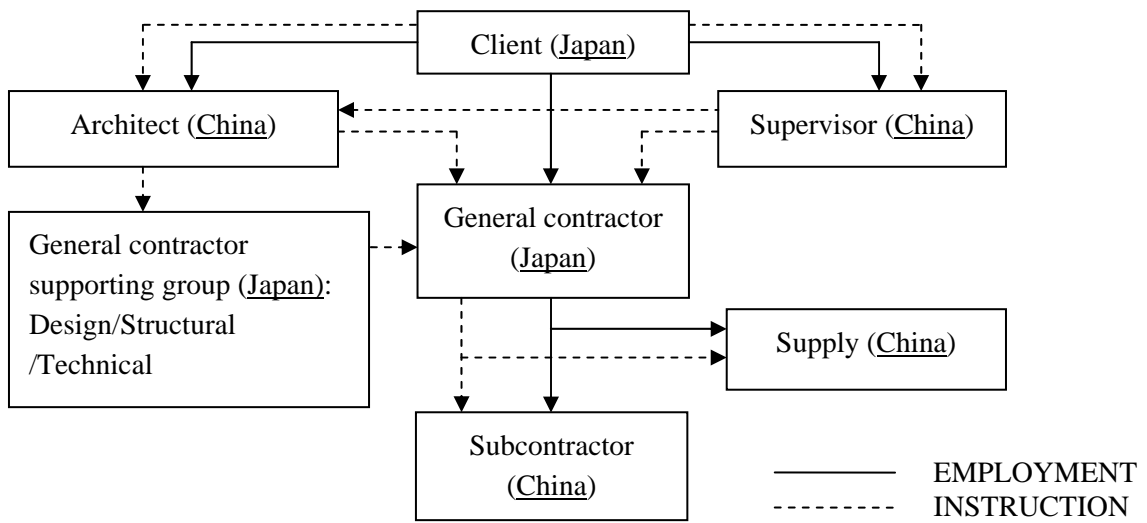 Client (Japan)
Architect (China)
Supervisor (China)
General contractor
supporting group (Japan):
Design/Structural
/Technical
General contractor
(Japan)
Supply (China)
Subcontractor
(China)
EMPLOYMENT
INSTRUCTION